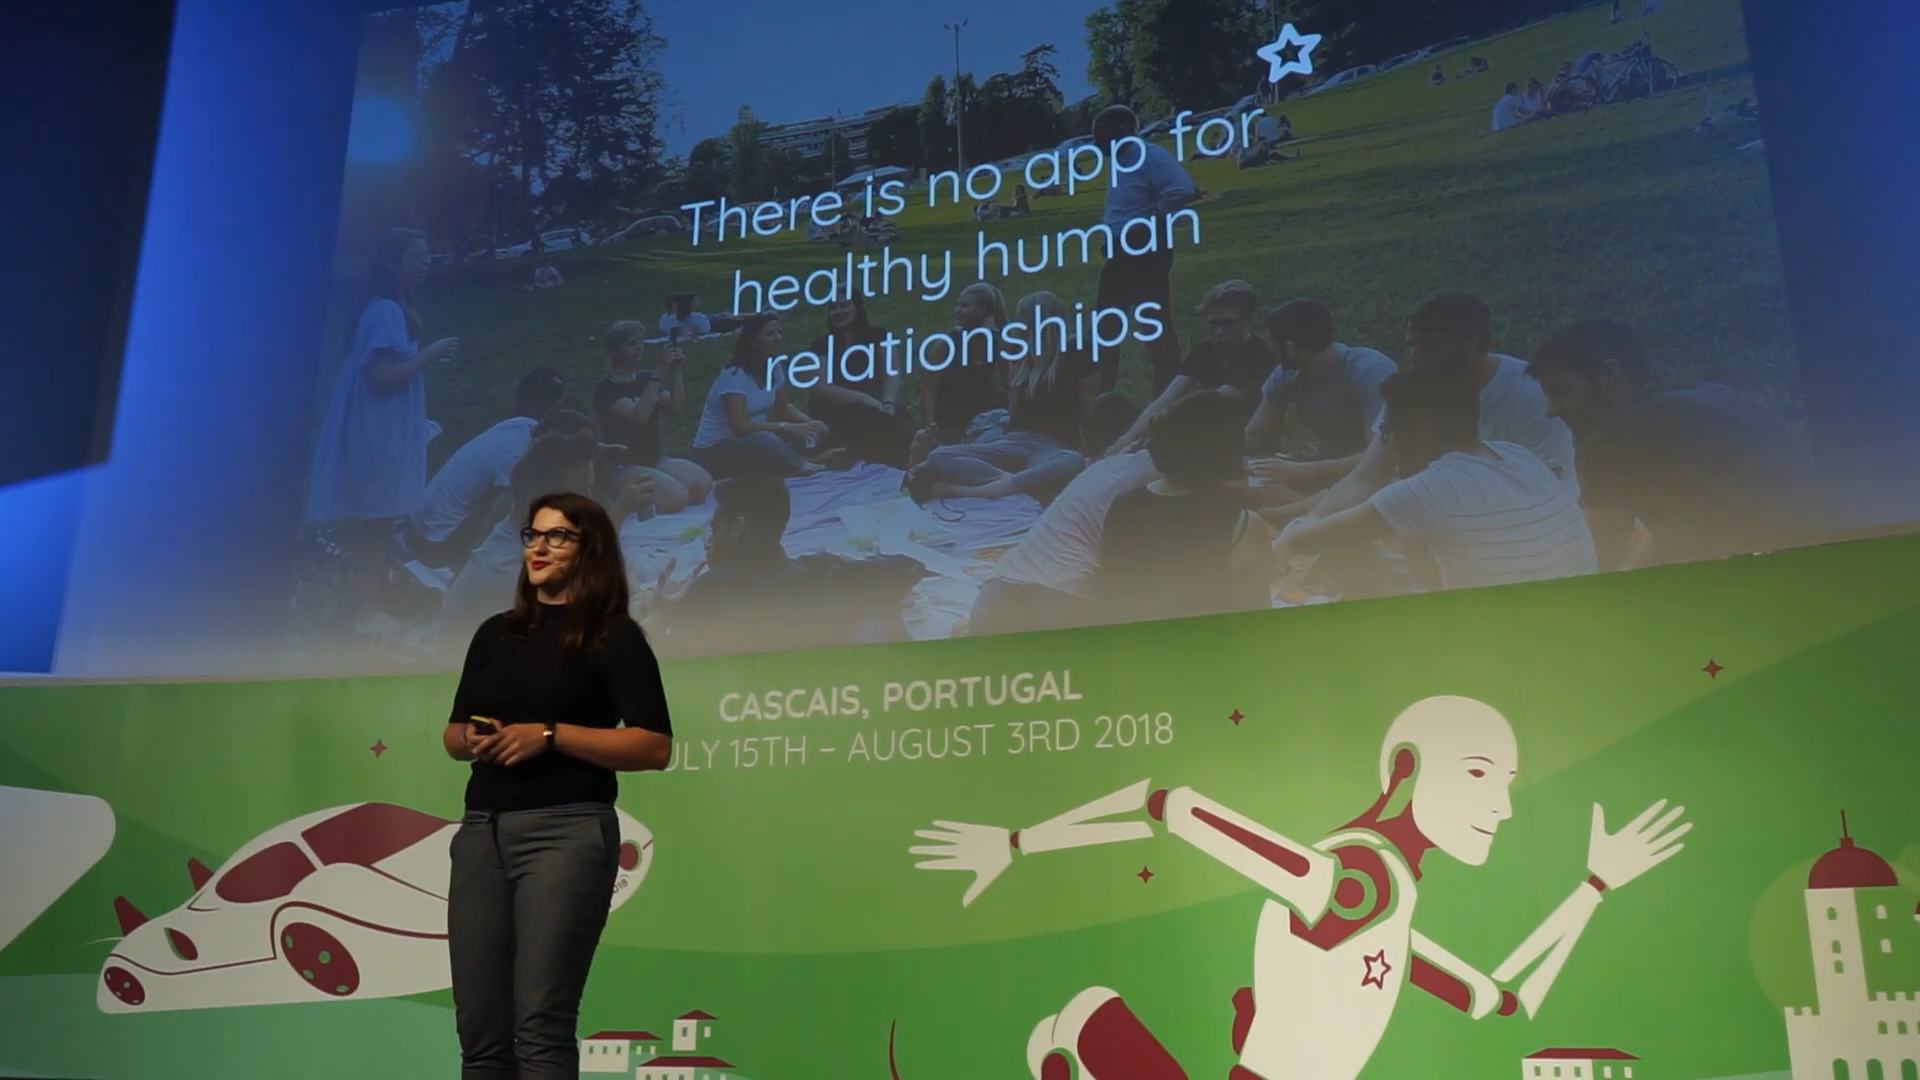 There is no app for
healthy human
relationships
CASCAIS, PORTUGAL
ULY 15TH – AUGUST 3RD 2018